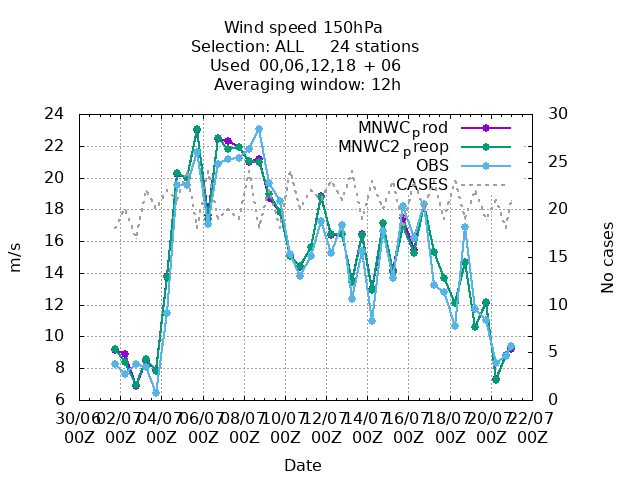 Wind speed 150hPa
Selection: ALL 24 stations
Used 00,06,12,18 + 06
Averaging window: 12h
24
22
20
18
16
14
12
10
8
6
m/s
30
25
20
15
10
5
0
No cases
MNWCprod
MNWC2preop
OBS
CASES
30/06 02/07 04/07 06/07 08/07 10/07 12/07 14/07 16/07 18/07 20/07 22/07
00Z 00Z 00Z 00Z 00Z 00Z 00Z 00Z 00Z 00Z 00Z 00Z
Date